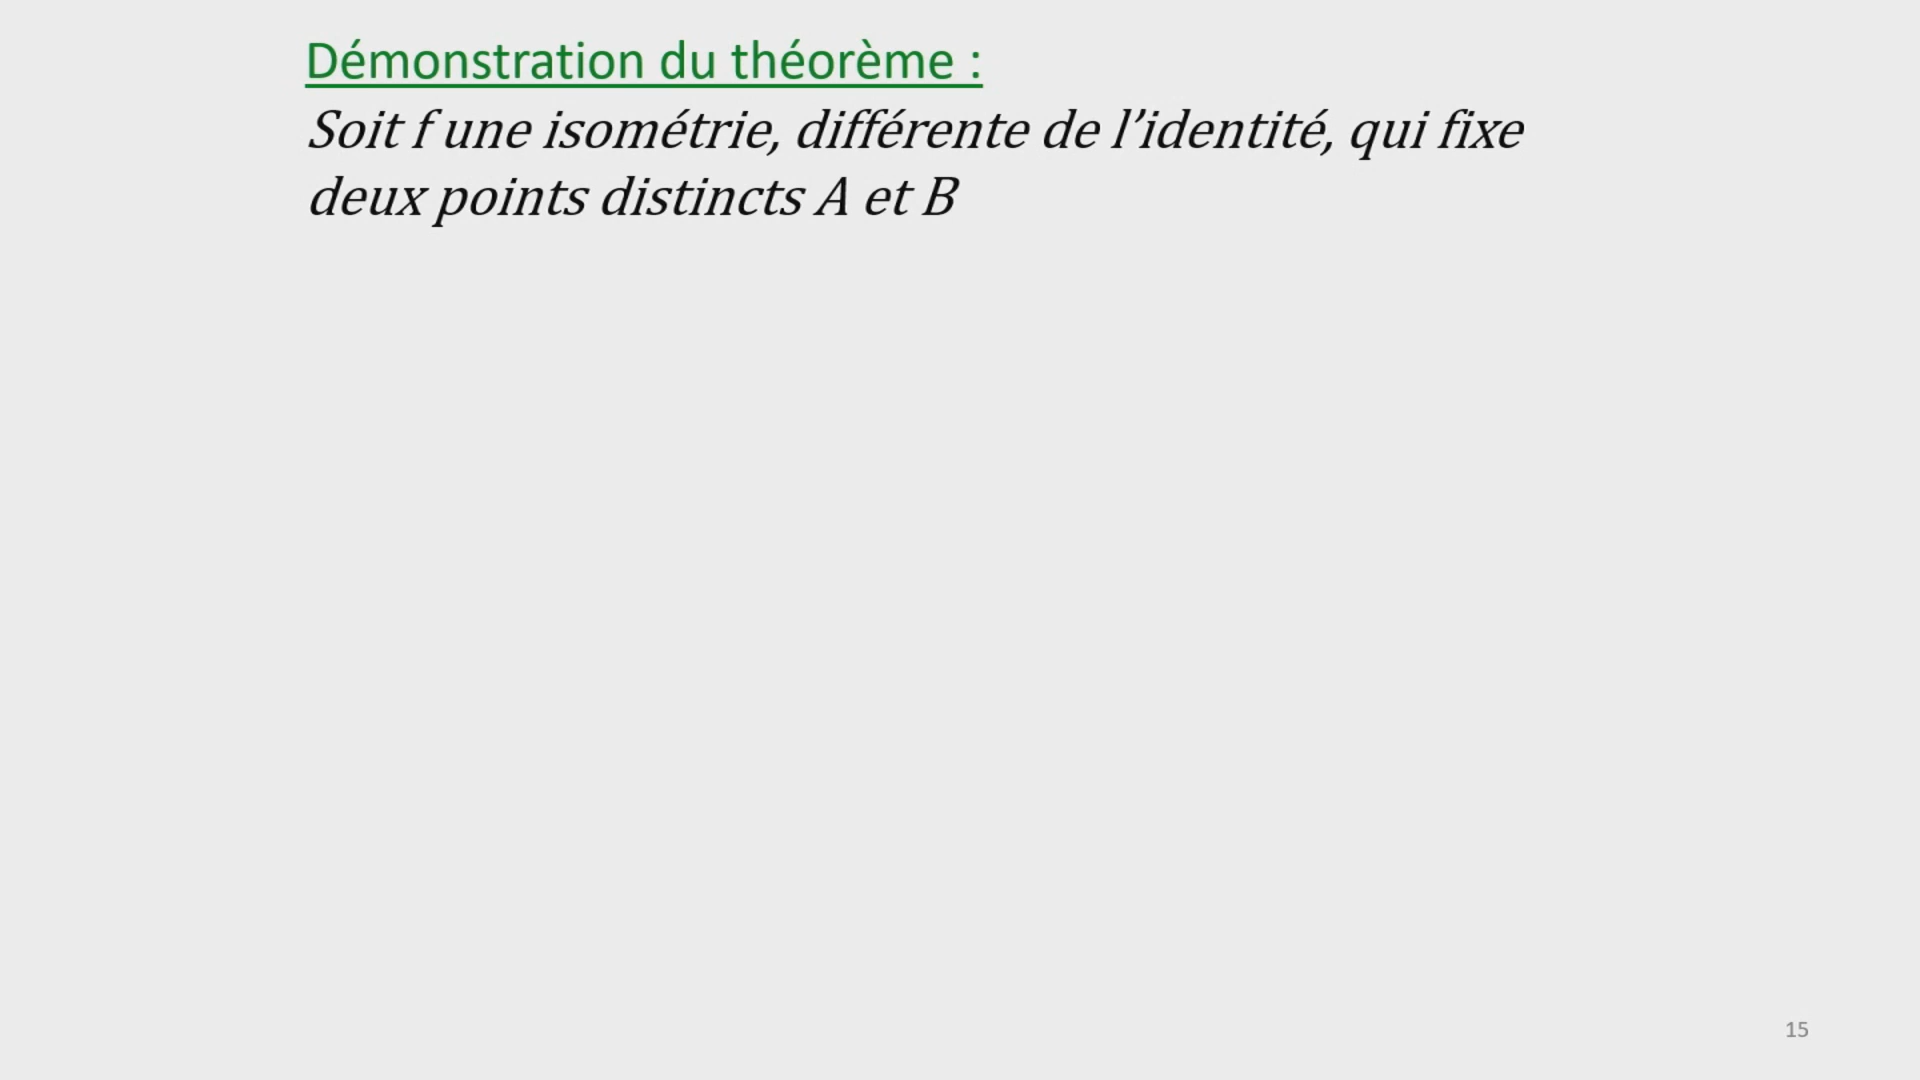 Démonstration du théorème :
Soit f une isométrie, différente de l’identité, qui fixe
deux points distincts A et B
15